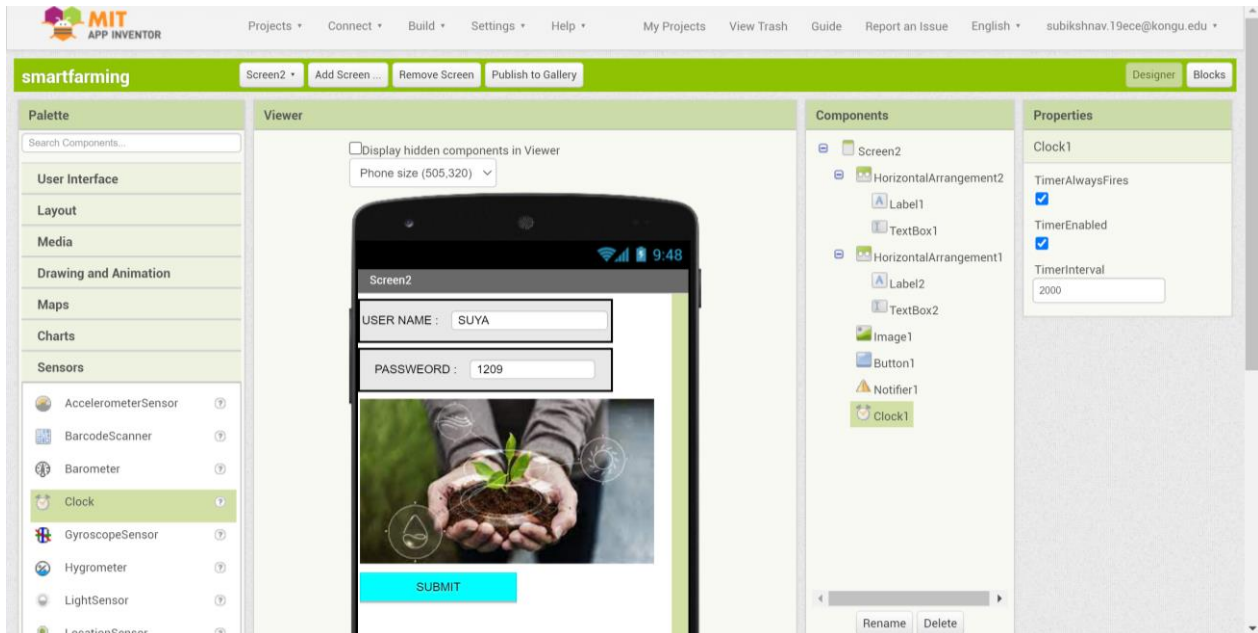 MIT
APP INVENTOR
Projects Connect Build Settings Help My Projects View Trash Guide Report an Issue English subikshnav.19ece@kongu.edu
smartfarming Screen2 Add Screen ... Remove Screen Publish to Gallery Designer Blocks
Palette
Search Components...
User Interface
Layout
Media
Drawing and Animation
Maps
Charts
Sensors
AccelerometerSensor
BarcodeScanner
Barometer
Clock
GyroscopeSensor
Hygrometer
LightSensor
LocationSensor
Viewer
Display hidden components in Viewer
Phone size (505,320)
9:48
Screen2
USER NAME : SUYA
PASSWEORD : 1209
SUBMIT
Components
Screen2
HorizontalArrangement2
Label1
TextBox1
HorizontalArrangement1
Label2
TextBox2
Image1
Button1
Notifier1
Clock1
Rename Delete
Properties
Clock1
TimerAlwaysFires
TimerEnabled
TimerInterval
2000